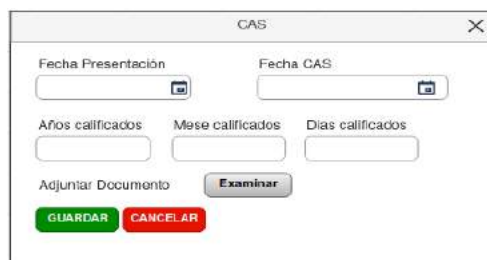 CAS
Fecha Presentación Fecha CAS
Años calificados Mese calificados Dias calificados
Adjuntar Documento Examinar
GUARDAR CANCELAR